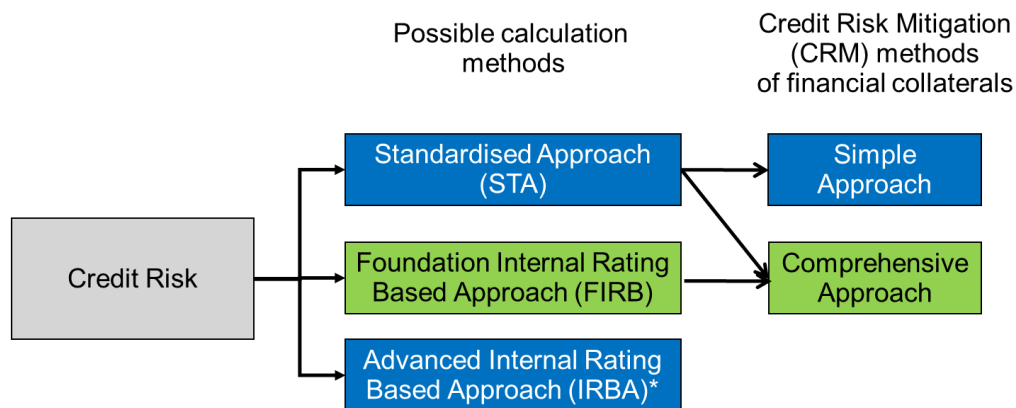 Possible calculation
methods
Credit Risk Mitigation
(CRM) methods
of financial collaterals
Standardised Approach
(STA)
Simple
Approach
Credit Risk
Foundation Internal Rating
Based Approach (FIRB)
Comprehensive
Approach
Advanced Internal Rating
Based Approach (IRBA)*